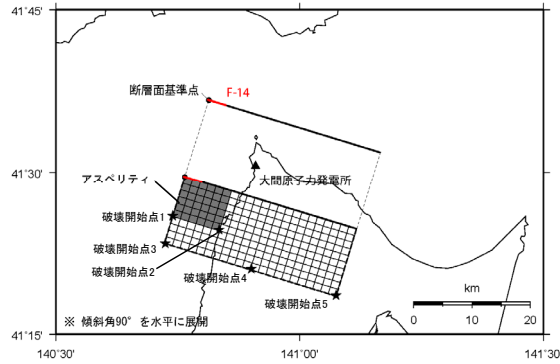 41°45'
断層面基準点
F-14
41°30'
アスペリティ
大間原子力発電所
破壊開始点1
破壊開始点3
破壊開始点2
破壊開始点4
破壊開始点5
km
0 5 10 15 20
※ 傾斜角90°を水平に展開
41°15'
140°30' 141°00' 141°30'